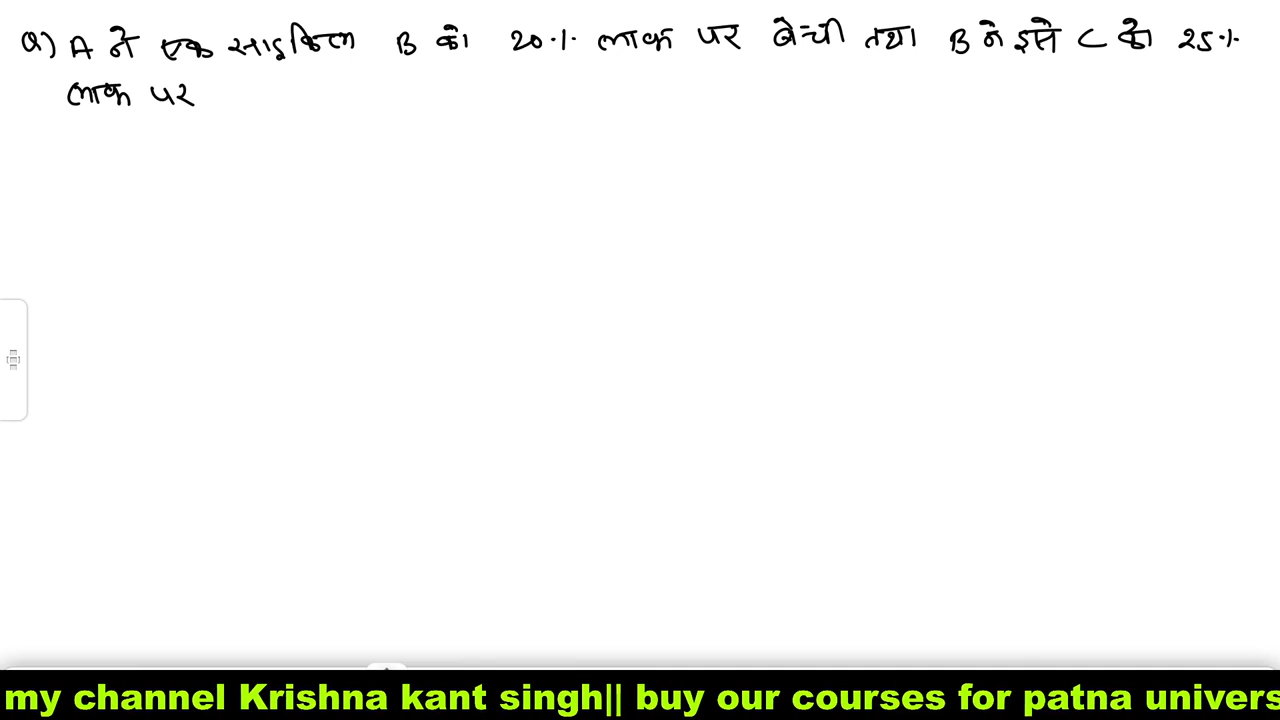 Q) A ने एक साइकिल B को 20% लाभ पर बेची तथा B ने इसे C को 25%
लाभ पर
my channel Krishna kant singh|| buy our courses for patna univers